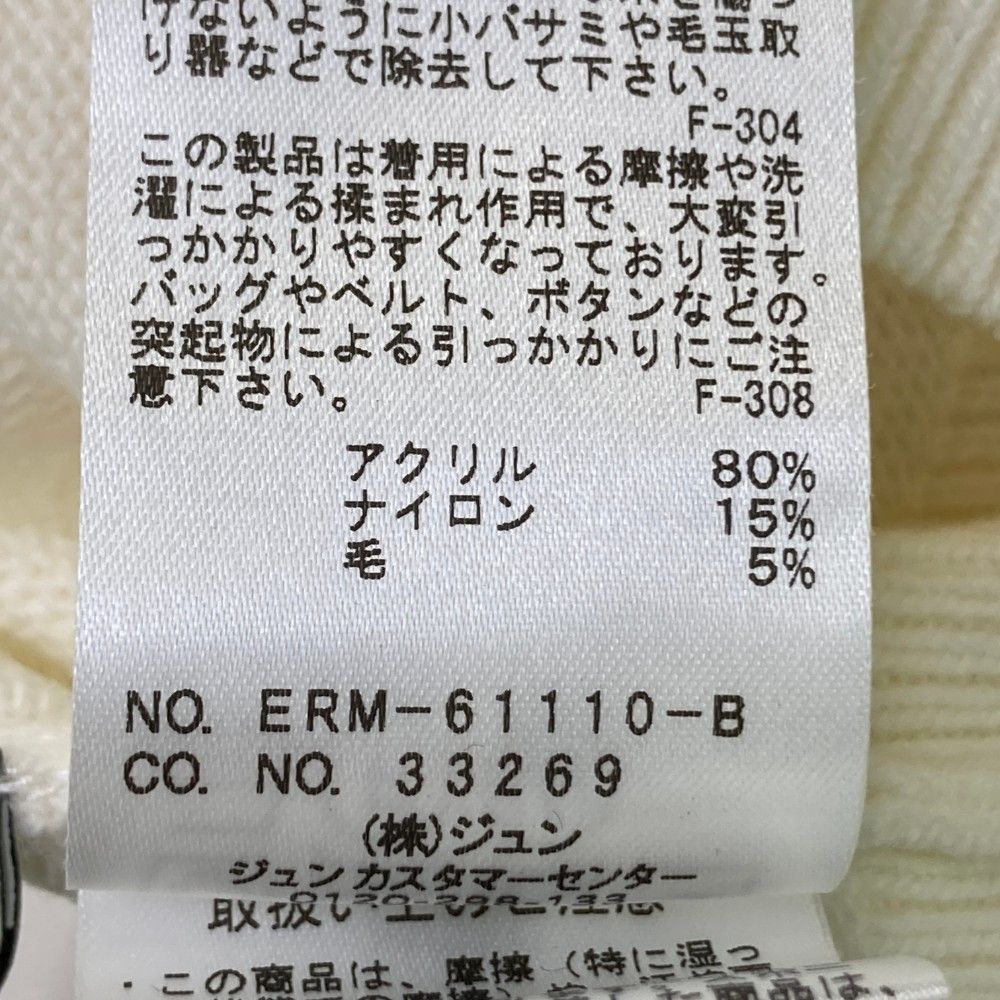 うに小バサミや毛玉取
り器などで除去して下さい。
F-304
この製品は着用による摩擦や洗
濯による揉まれ作用で、大変引
っかかりやすくなっております。
バッグやベルト、ボタンなどの
突起物による引っかかりにご注
意下さい。
F-308
アクリル 80%
ナイロン 15%
毛 5%
NO. ERM-61110-B
CO. NO. 33269
(株)ジュン
ジュンカスタマーセンター
取扱い上のご注意
・この商品は、摩擦(特に湿っ